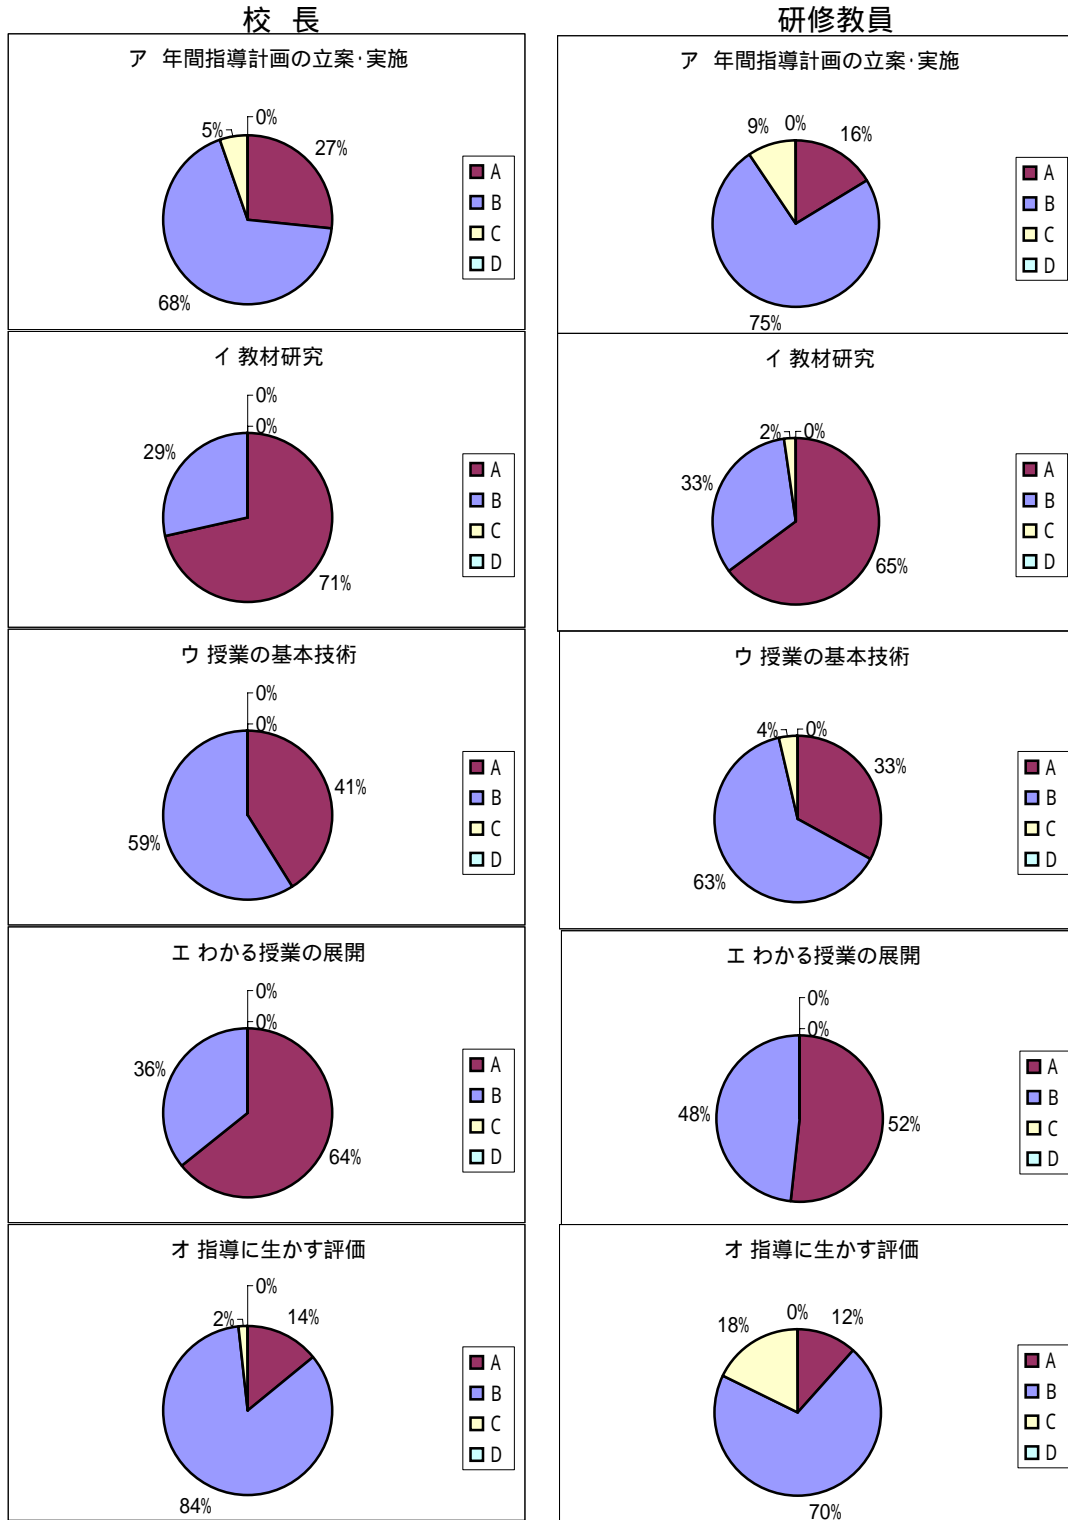 校 長
ア 年間指導計画の立案・実施
0%
5%
27%
68%
A
B
C
D
イ 教材研究
0%
0%
29%
71%
A
B
C
D
ウ 授業の基本技術
0%
0%
41%
59%
A
B
C
D
エ わかる授業の展開
0%
0%
36%
64%
A
B
C
D
オ 指導に生かす評価
0%
2%
14%
84%
A
B
C
D
研修教員
ア 年間指導計画の立案・実施
9%
0%
16%
75%
A
B
C
D
イ 教材研究
2%
0%
33%
65%
A
B
C
D
ウ 授業の基本技術
4%
0%
33%
63%
A
B
C
D
エ わかる授業の展開
0%
0%
48%
52%
A
B
C
D
オ 指導に生かす評価
18%
0%
12%
70%
A
B
C
D